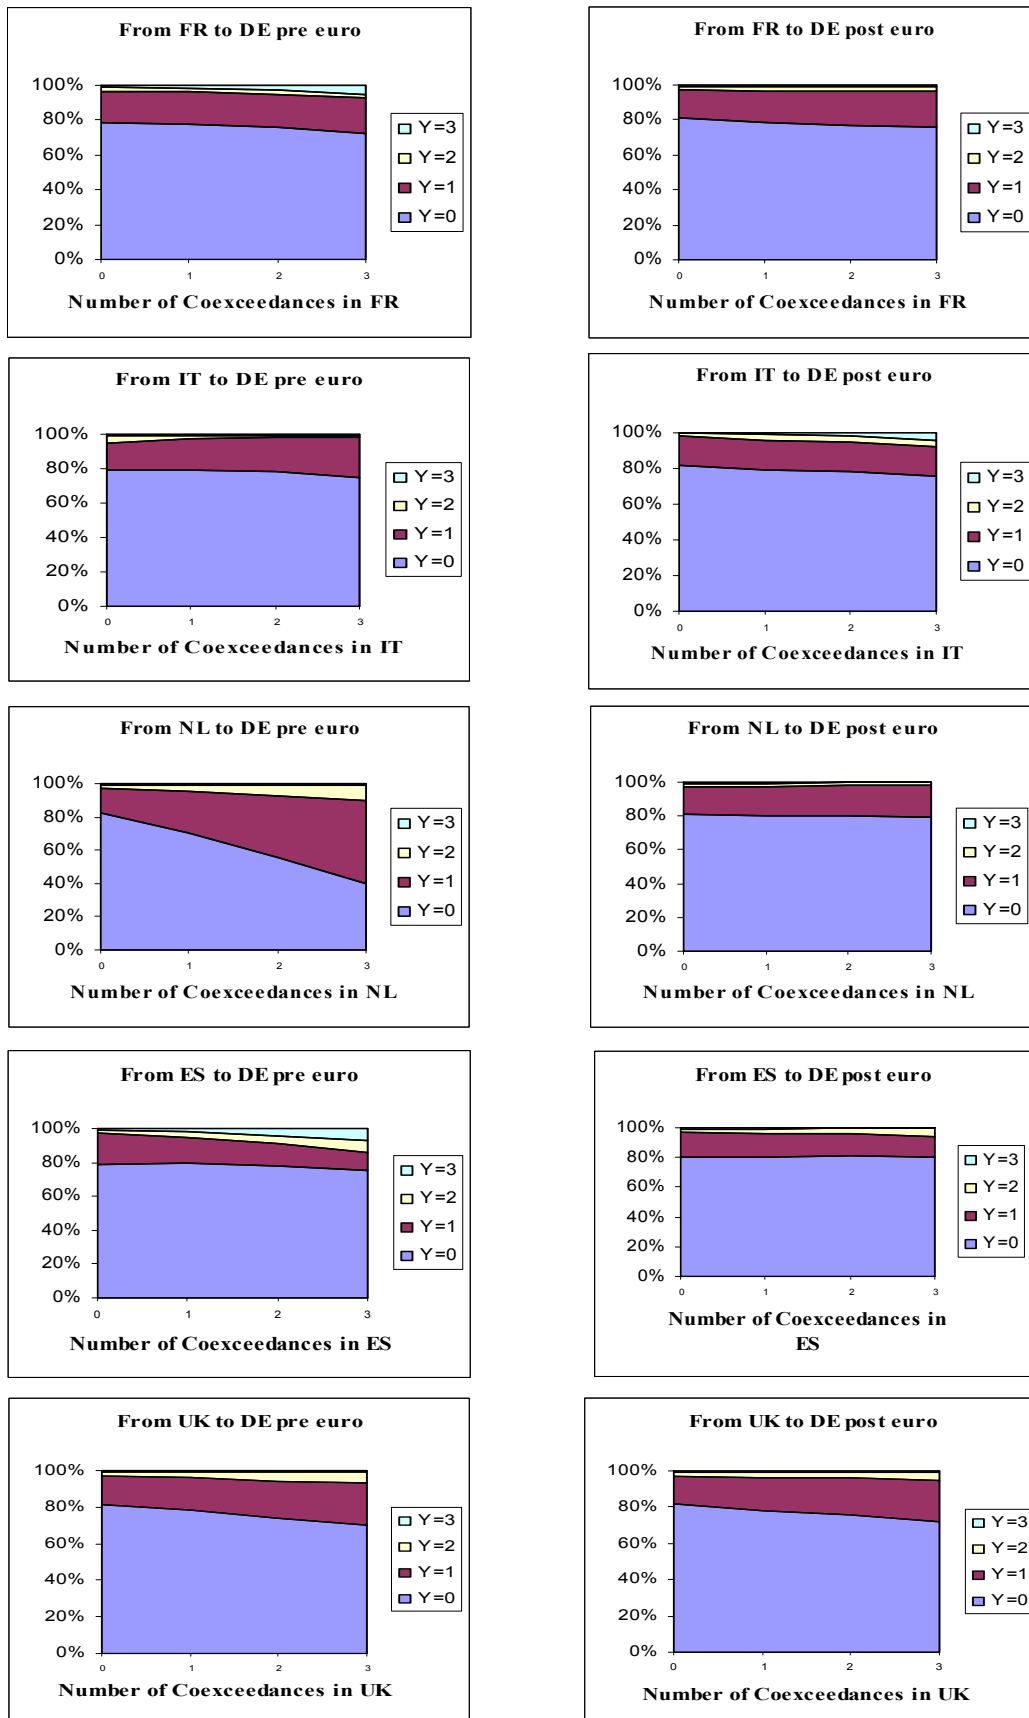 From FR to DE pre euro
100%
80%
60%
40%
20%
0%
0 1 2 3
Number of Coexceedances in FR
Y=3
Y=2
Y=1
Y=0
From FR to DE post euro
100%
80%
60%
40%
20%
0%
0 1 2 3
Number of Coexceedances in FR
Y=3
Y=2
Y=1
Y=0
From IT to DE pre euro
100%
80%
60%
40%
20%
0%
0 1 2 3
Number of Coexceedances in IT
Y=3
Y=2
Y=1
Y=0
From IT to DE post euro
100%
80%
60%
40%
20%
0%
0 1 2 3
Number of Coexceedances in IT
Y=3
Y=2
Y=1
Y=0
From NL to DE pre euro
100%
80%
60%
40%
20%
0%
0 1 2 3
Number of Coexceedances in NL
Y=3
Y=2
Y=1
Y=0
From NL to DE post euro
100%
80%
60%
40%
20%
0%
0 1 2 3
Number of Coexceedances in NL
Y=3
Y=2
Y=1
Y=0
From ES to DE pre euro
100%
80%
60%
40%
20%
0%
0 1 2 3
Number of Coexceedances in ES
Y=3
Y=2
Y=1
Y=0
From ES to DE post euro
100%
80%
60%
40%
20%
0%
0 1 2 3
Number of Coexceedances in
ES
Y=3
Y=2
Y=1
Y=0
From UK to DE pre euro
100%
80%
60%
40%
20%
0%
0 1 2 3
Number of Coexceedances in UK
Y=3
Y=2
Y=1
Y=0
From UK to DE post euro
100%
80%
60%
40%
20%
0%
0 1 2 3
Number of Coexceedances in UK
Y=3
Y=2
Y=1
Y=0